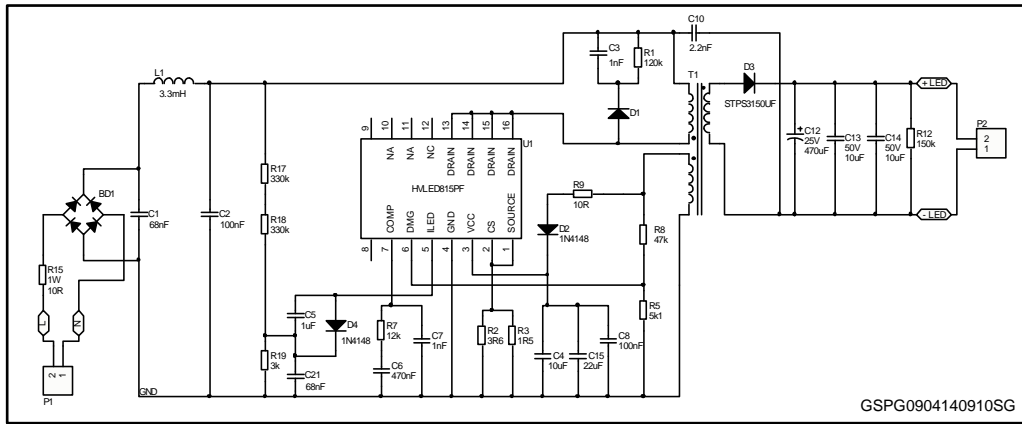 C10
2.2nF
C3
1nF
R1
120k
T1
D3
STPS3150UF
L1
3.3mH
D1
+ LED
P2
2
1
C12
25V
470uF
C13
50V
10uF
C14
50V
10uF
R12
150k
- LED
9
10
11
12
13
14
15
16
NA
NA
NC
DRAIN
DRAIN
DRAIN
DRAIN
U1
HVLED815PF
COMP
DMG
ILED
GND
VCC
CS
SOURCE
8
7
6
5
4
3
2
1
R17
330k
R18
330k
R9
10R
D2
1N4148
R8
47k
BD1
C1
68nF
C2
100nF
R15
1W
10R
L
N
C5
1uF
D4
1N4148
R7
12k
C7
1nF
R2
3R6
R3
1R5
C4
10uF
C15
22uF
C8
100nF
R5
5k1
R19
3k
C21
68nF
C6
470nF
2
1
P1
GND
GSPG0904140910SG